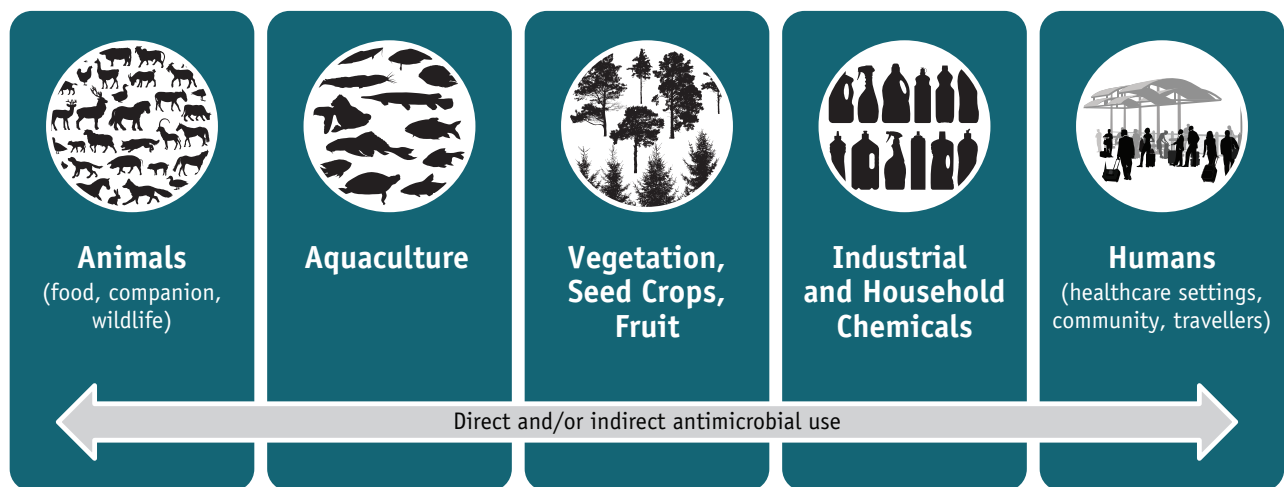 Animals
(food, companion,
wildlife)
Aquaculture
Vegetation,
Seed Crops,
Fruit
Industrial
and Household
Chemicals
Humans
(healthcare settings,
community, travellers)
Direct and/or indirect antimicrobial use